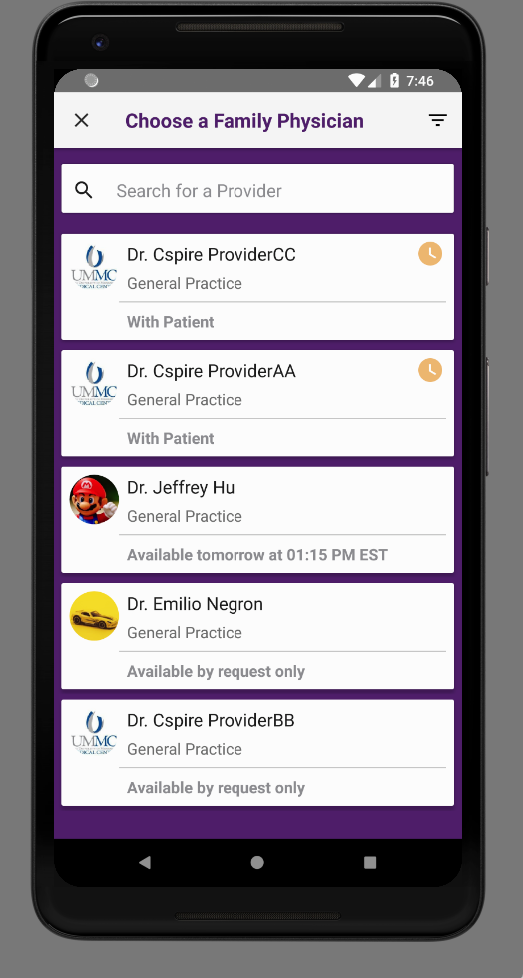 7:46
Choose a Family Physician
Search for a Provider
UMMC
Dr. Cspire ProviderCC
General Practice
With Patient
UMMC
Dr. Cspire ProviderAA
General Practice
With Patient
M
Dr. Jeffrey Hu
General Practice
Available tomorrow at 01:15 PM EST
Dr. Emilio Negron
General Practice
Available by request only
UMMC
Dr. Cspire ProviderBB
General Practice
Available by request only